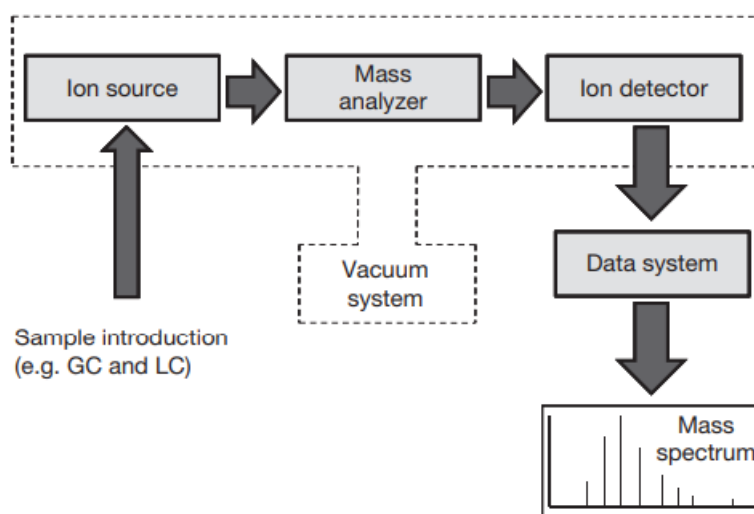 Ion source
Mass
analyzer
Ion detector
Vacuum
system
Data system
Sample introduction
(e.g. GC and LC)
Mass
spectrum